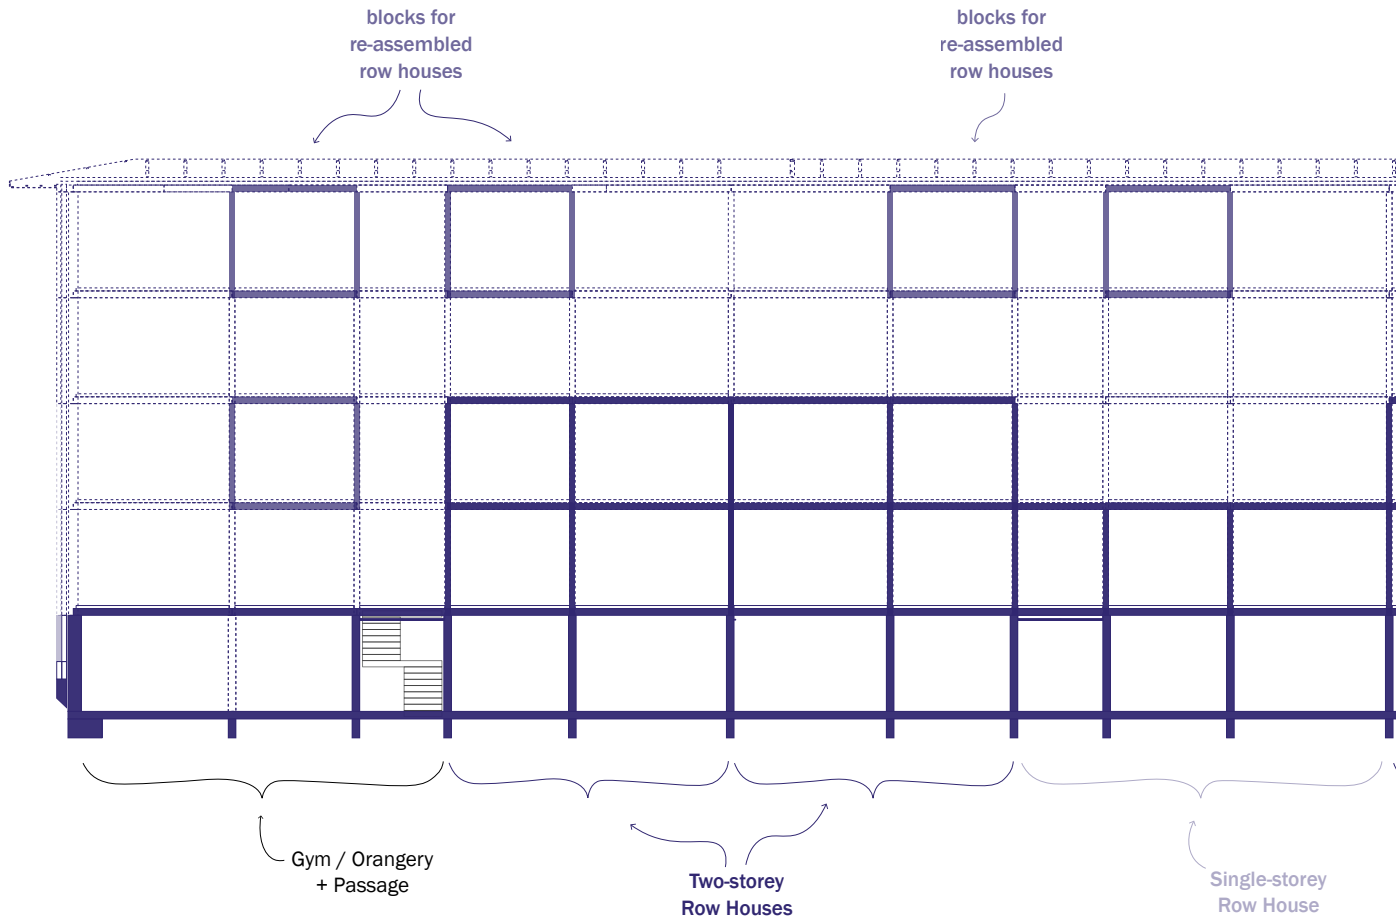 blocks for
re-assembled
row houses
blocks for
re-assembled
row houses
Gym / Orangery
+ Passage
Two-storey
Row Houses
Single-storey
Row House